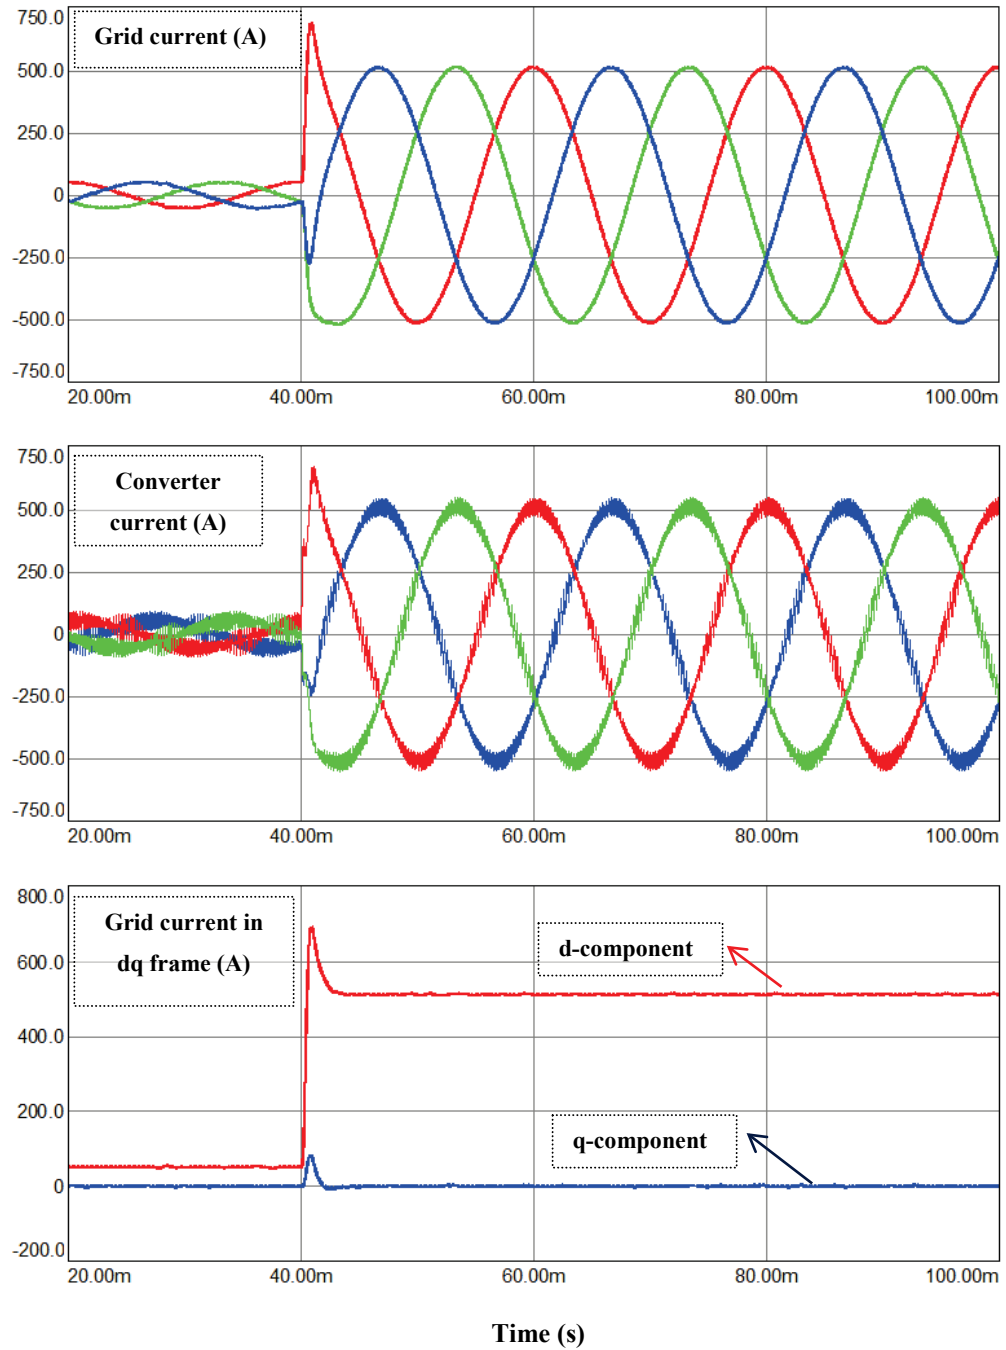 750.0
Grid current (A)
500.0
250.0
0
-250.0
-500.0
-750.0
20.00m 40.00m 60.00m 80.00m 100.00m
750.0
Converter
current (A)
500.0
250.0
0
-250.0
-500.0
-750.0
20.00m 40.00m 60.00m 80.00m 100.00m
800.0
Grid current in
dq frame (A)
d-component
600.0
400.0
200.0
q-component
0
-200.0
20.00m 40.00m 60.00m 80.00m 100.00m
Time (s)